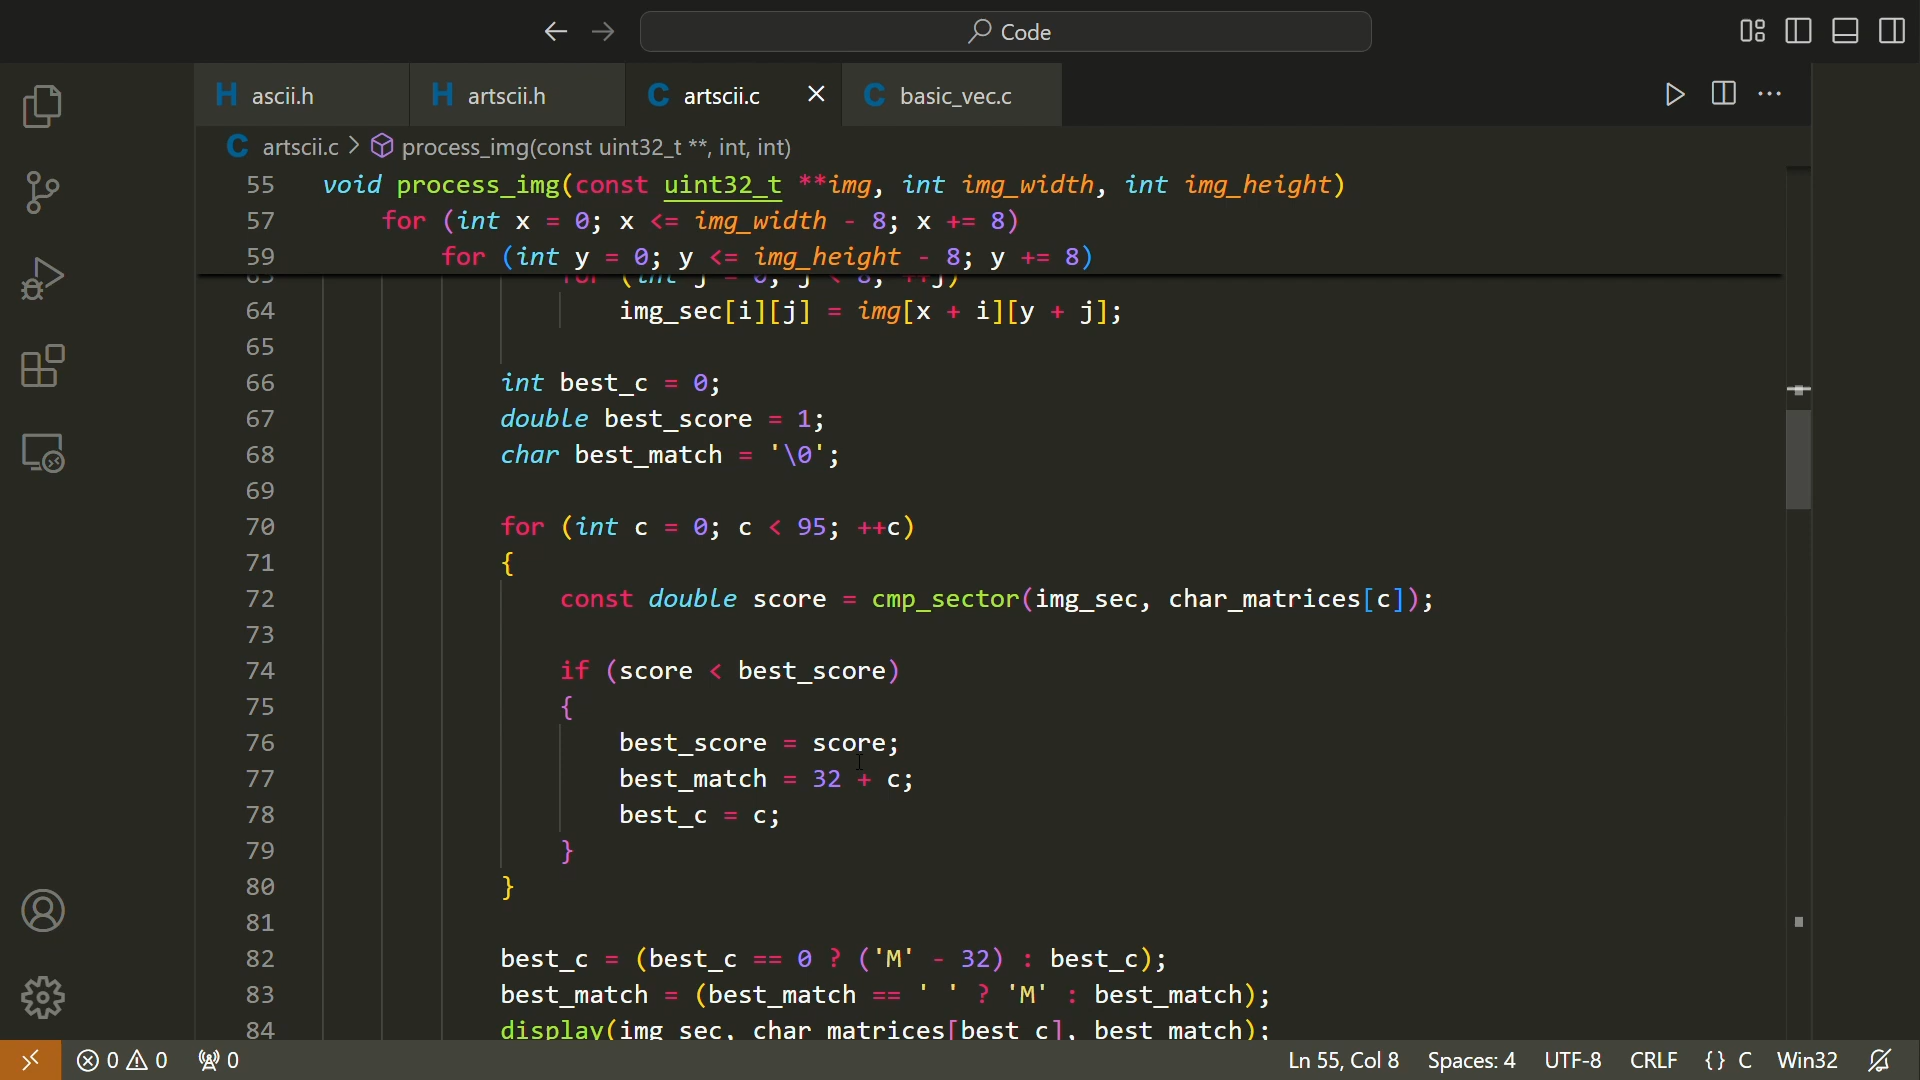 Code
H ascii.h H artscii.h C artscii.c C basic_vec.c
C artscii.c > process_img(const uint32_t **, int, int)
55 void process_img(const uint32_t **img, int img_width, int img_height)
57 for (int x = 0; x <= img_width - 8; x += 8)
59 for (int y = 0; y <= img_height - 8; y += 8)
63 for (int j = 0; j < 8; ++j)
64 img_sec[i][j] = img[x + i][y + j];
65
66 int best_c = 0;
67 double best_score = 1;
68 char best_match = '\0';
69
70 for (int c = 0; c < 95; ++c)
71 {
72 const double score = cmp_sector(img_sec, char_matrices[c]);
73
74 if (score < best_score)
75 {
76 best_score = score;
77 best_match = 32 + c;
78 best_c = c;
79 }
80 }
81
82 best_c = (best_c == 0 ? ('M' - 32) : best_c);
83 best_match = (best_match == ' ' ? 'M' : best_match);
84 display(img_sec, char_matrices[best_c], best_match);
0 0 0 Ln 55, Col 8 Spaces: 4 UTF-8 CRLF {} C Win32